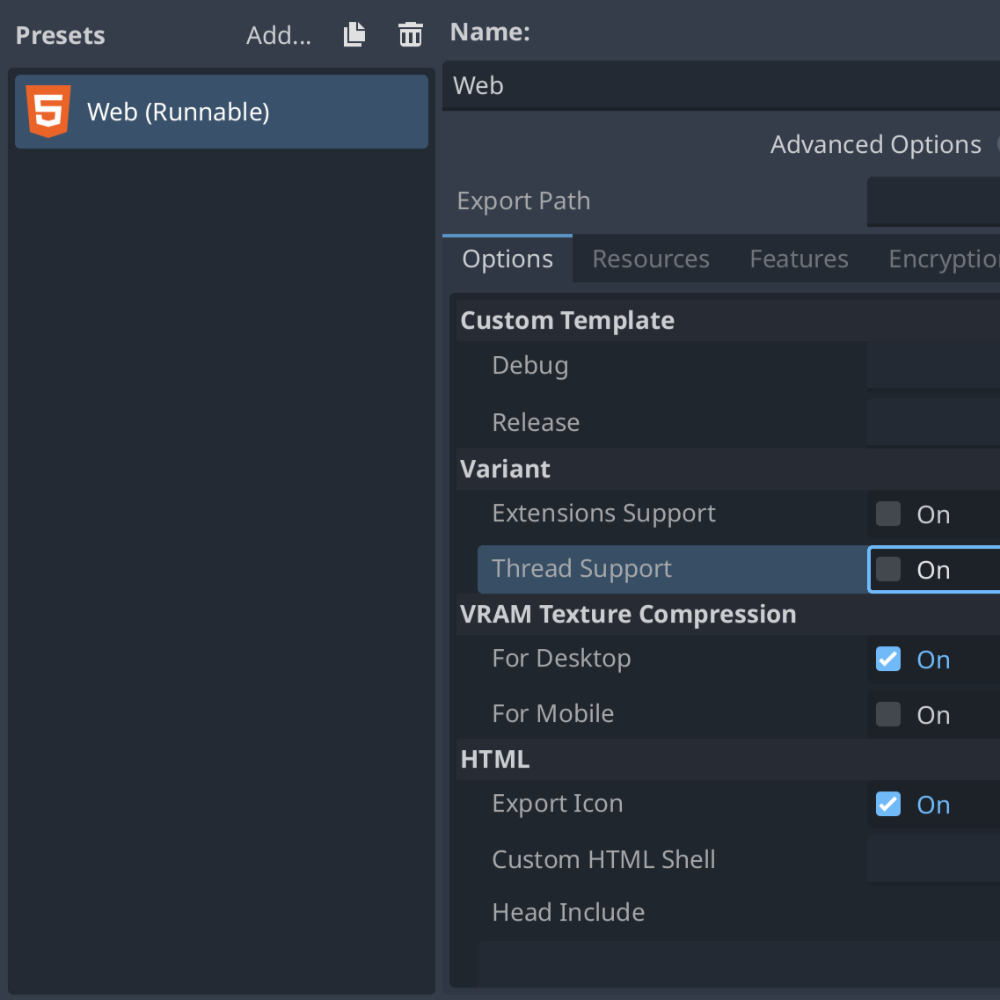 Presets Add...
Web (Runnable)
Name:
Web
Advanced Options
Export Path
Options Resources Features Encryptio
Custom Template
Debug
Release
Variant
Extensions Support On
Thread Support On
VRAM Texture Compression
For Desktop On
For Mobile On
HTML
Export Icon On
Custom HTML Shell
Head Include